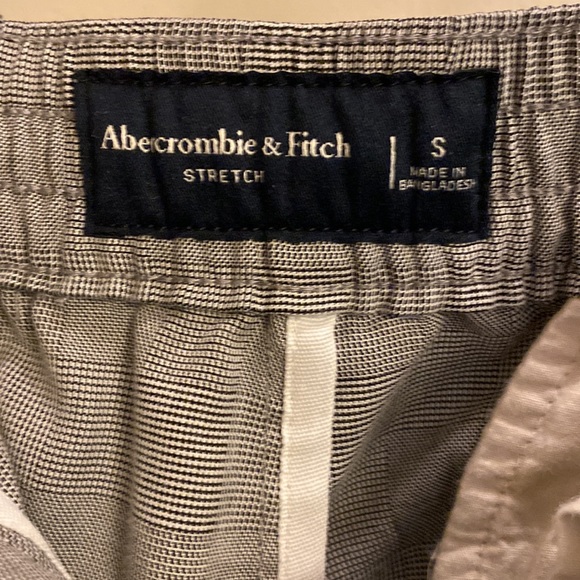 Abercrombie & Fitch
STRETCH
S
MADE IN
BANGLADESH